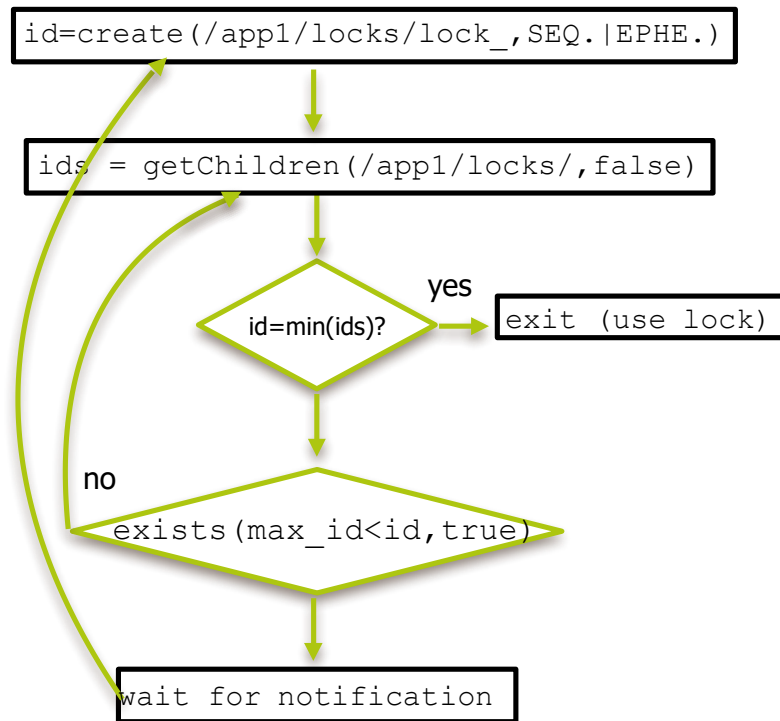 id=create(/app1/locks/lock_,SEQ.|EPHE.)
ids = getChildren(/app1/locks/,false)
yes
id=min(ids)?
exit (use lock)
no
exists(max_id<id,true)
wait for notification